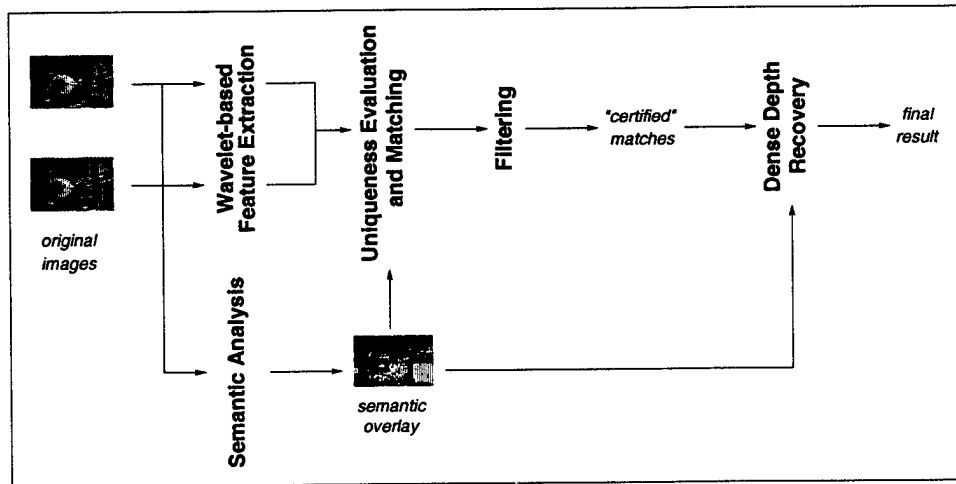 original
images
Wavelet-based
Feature Extraction
Semantic Analysis
Uniqueness Evaluation
and Matching
semantic
overlay
Filtering
"certified"
matches
Dense Depth
Recovery
final
result